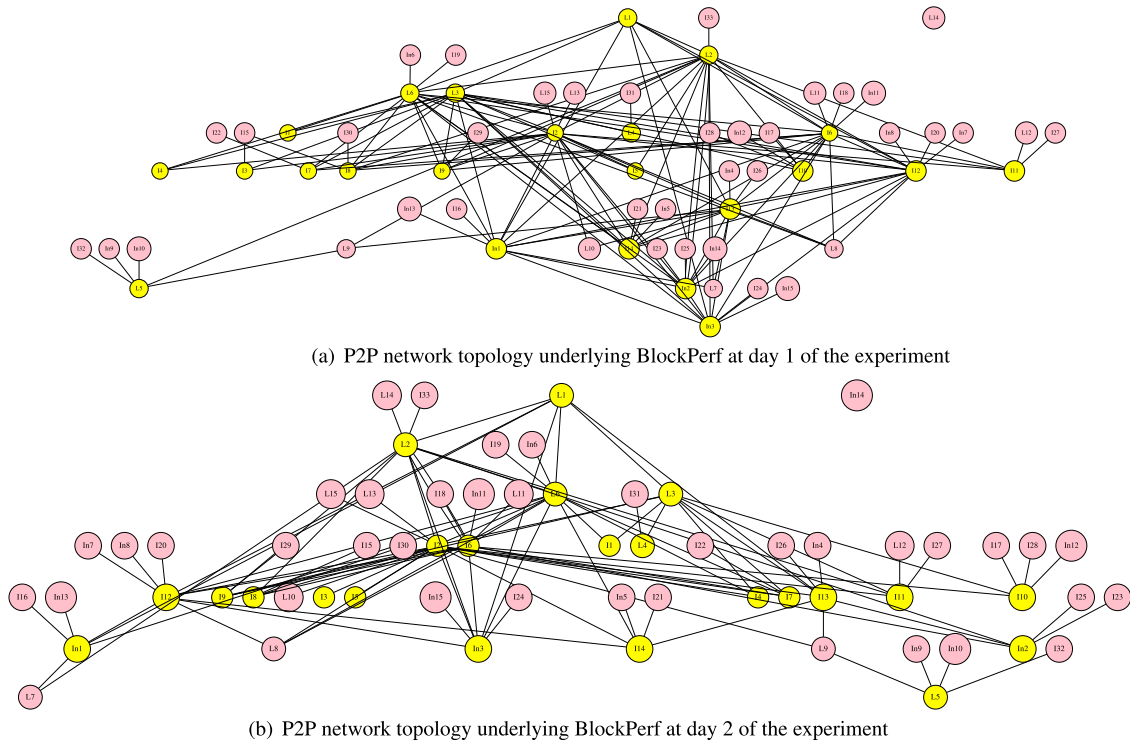 L1 I33 L14
L2
In6 I19
L6 L3 L15 L13 I31 L11 I18 In11
I22 I15 I1 I30 I29 I2 L4 I28 In12 I17 I6 In8 I20 In7 L12 I27
I4 I3 I7 I8 I9 I5 In4 I26 I10 I12 I11
In13 I16 I21 In5
I32 In9 In10 L9 In1 L10 I23 I25 In14 L8
L5 In2 L7 I24 In15
In3
(a) P2P network topology underlying BlockPerf at day 1 of the experiment
L14 I33 L1 In14
L2 I19 In6
L15 L13 I18 In11 L11 L6 I31 L3
In7 In8 I20 I29 I15 I30 I2 I6 I1 L4 I22 I26 In4 L12 I27 I17 I28 In12
I16 In13 I12 I9 I8 L10 I3 I5 In15 I24 In5 I21 I4 I7 I13 I11 I10 I25 I23
In1 L8 In3 I14 L9 In9 In10 In2 I32
L7 L5
(b) P2P network topology underlying BlockPerf at day 2 of the experiment